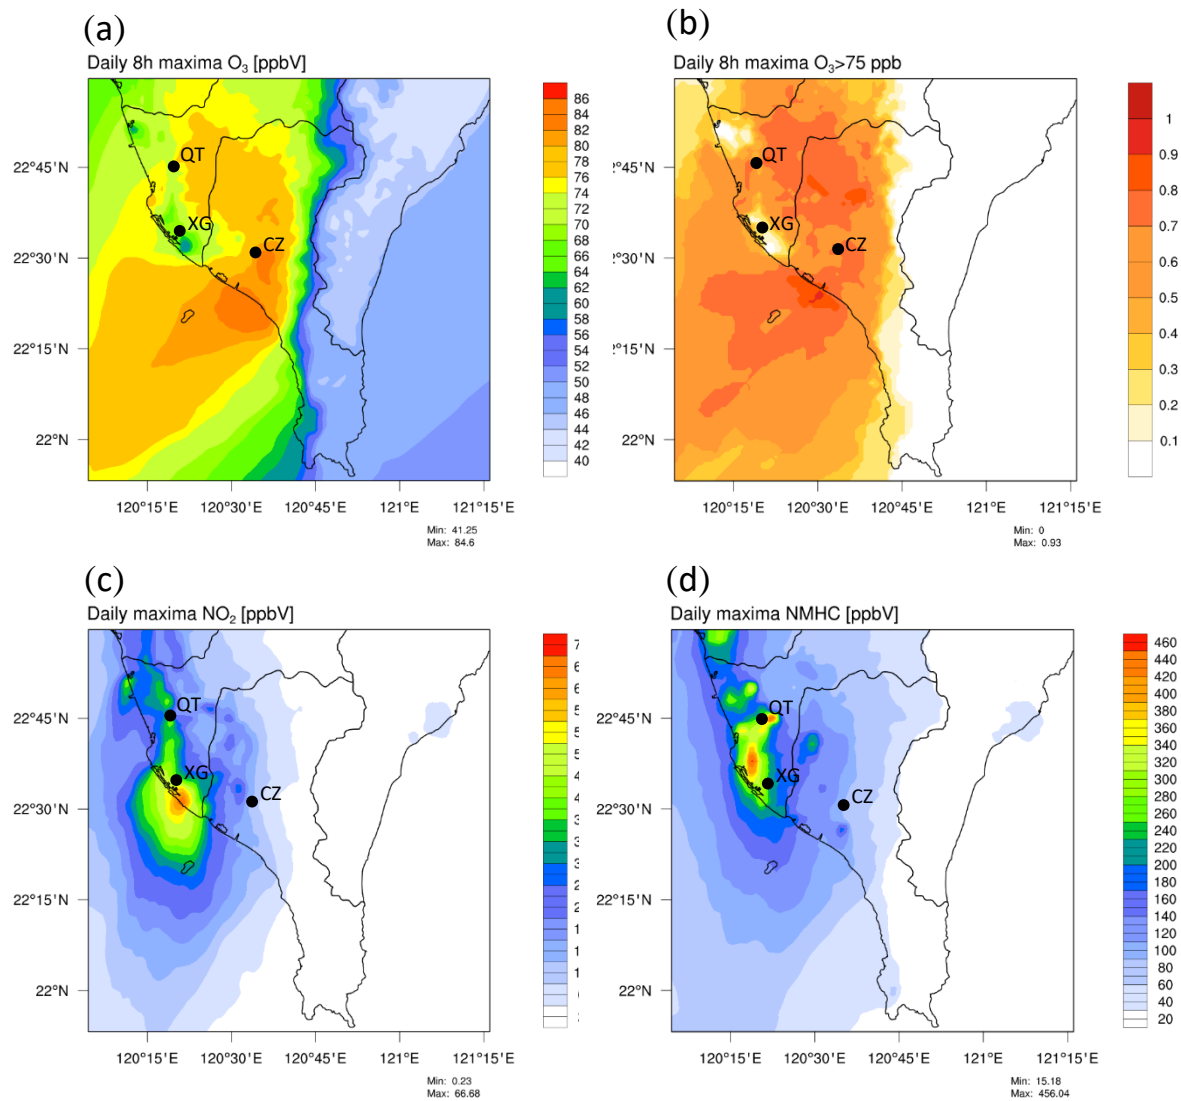 (a)
Daily 8h maxima O₃ [ppbV]
22°45'N
22°30'N
22°15'N
22°N
QT
XG
CZ
120°15'E 120°30'E 120°45'E 121°E 121°15'E
86
84
82
80
78
76
74
72
70
68
66
64
62
60
58
56
54
52
50
48
46
44
42
40
Min: 41.25
Max: 84.6
(b)
Daily 8h maxima O₃>75 ppb
22°45'N
22°30'N
22°15'N
22°N
QT
XG
CZ
120°15'E 120°30'E 120°45'E 121°E 121°15'E
1
0.9
0.8
0.7
0.6
0.5
0.4
0.3
0.2
0.1
Min: 0
Max: 0.93
(c)
Daily maxima NO₂ [ppbV]
22°45'N
22°30'N
22°15'N
22°N
QT
XG
CZ
120°15'E 120°30'E 120°45'E 121°E 121°15'E
Min: 0.23
Max: 66.68
(d)
Daily maxima NMHC [ppbV]
22°45'N
22°30'N
22°15'N
22°N
QT
XG
CZ
120°15'E 120°30'E 120°45'E 121°E 121°15'E
460
440
420
400
380
360
340
320
300
280
260
240
220
200
170
160
140
120
100
90
80
60
40
30
20
Min: 15.18
Max: 456.04